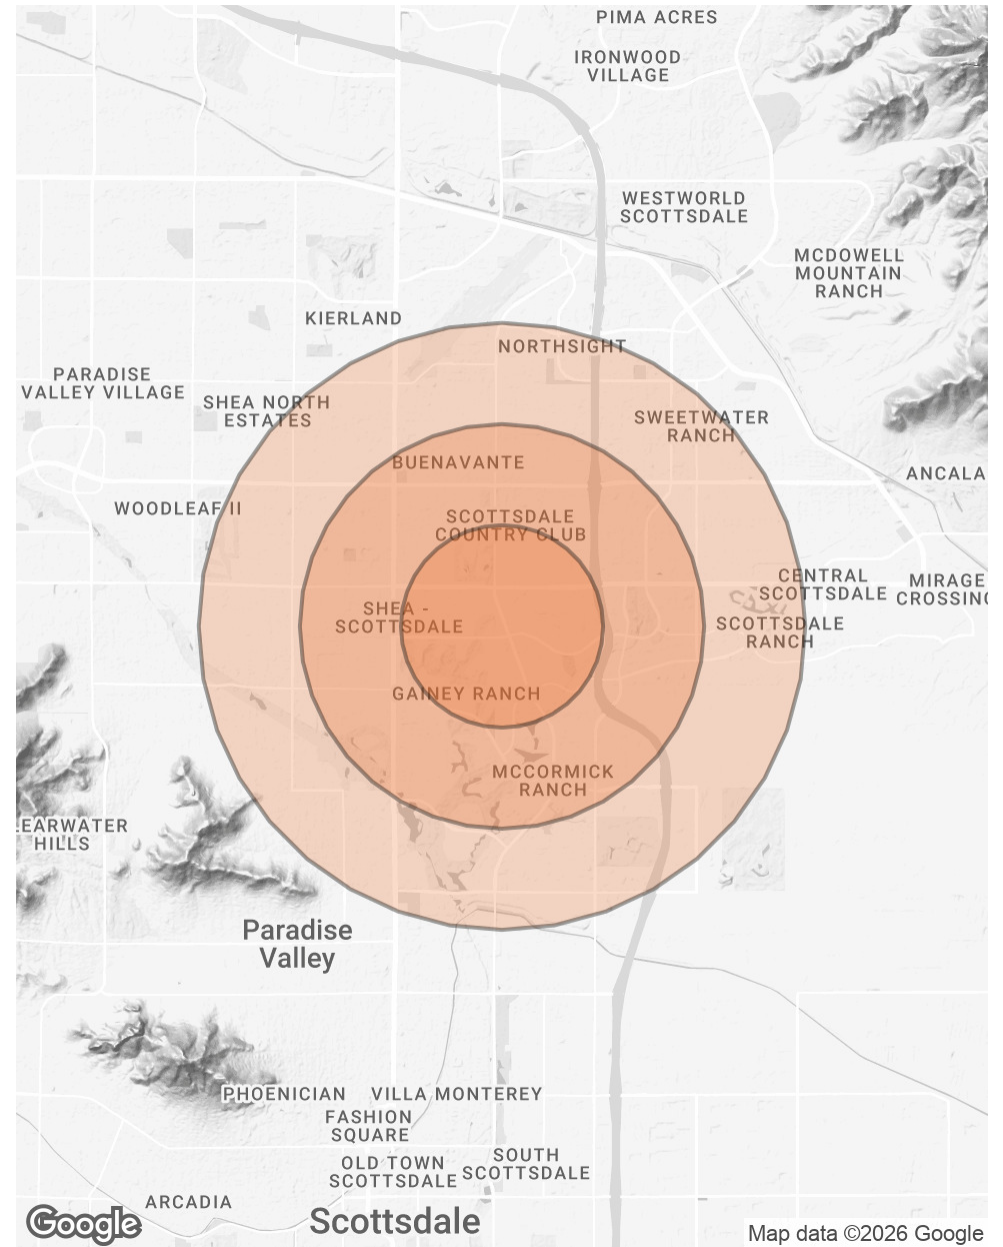 PIMA ACRES
IRONWOOD
VILLAGE
WESTWORLD
SCOTTSDALE
MCDOWELL
MOUNTAIN
RANCH
KIERLAND
NORTHSIGHT
PARADISE
VALLEY VILLAGE
SHEA NORTH
ESTATES
SWEETWATER
RANCH
BUENAVANTE
ANCALA
WOODLEAF II
SCOTTSDALE
COUNTRY CLUB
CENTRAL
SCOTTSDALE
MIRAGE
CROSSING
SHEA -
SCOTTSDALE
SCOTTSDALE
RANCH
GAINEY RANCH
MCCORMICK
RANCH
LEARWATER
HILLS
Paradise
Valley
PHOENICIAN
VILLA MONTEREY
FASHION
SQUARE
OLD TOWN
SCOTTSDALE
SOUTH
SCOTTSDALE
ARCADIA
Scottsdale
Google
Map data ©2026 Google